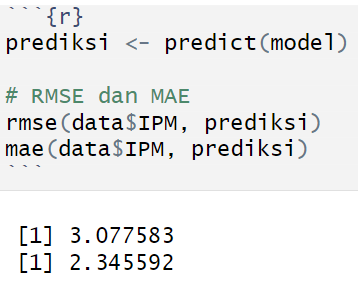 ```{r}
prediksi <- predict(model)
# RMSE dan MAE
rmse(data$IPM, prediksi)
mae(data$IPM, prediksi)
```
[1] 3.077583
[1] 2.345592